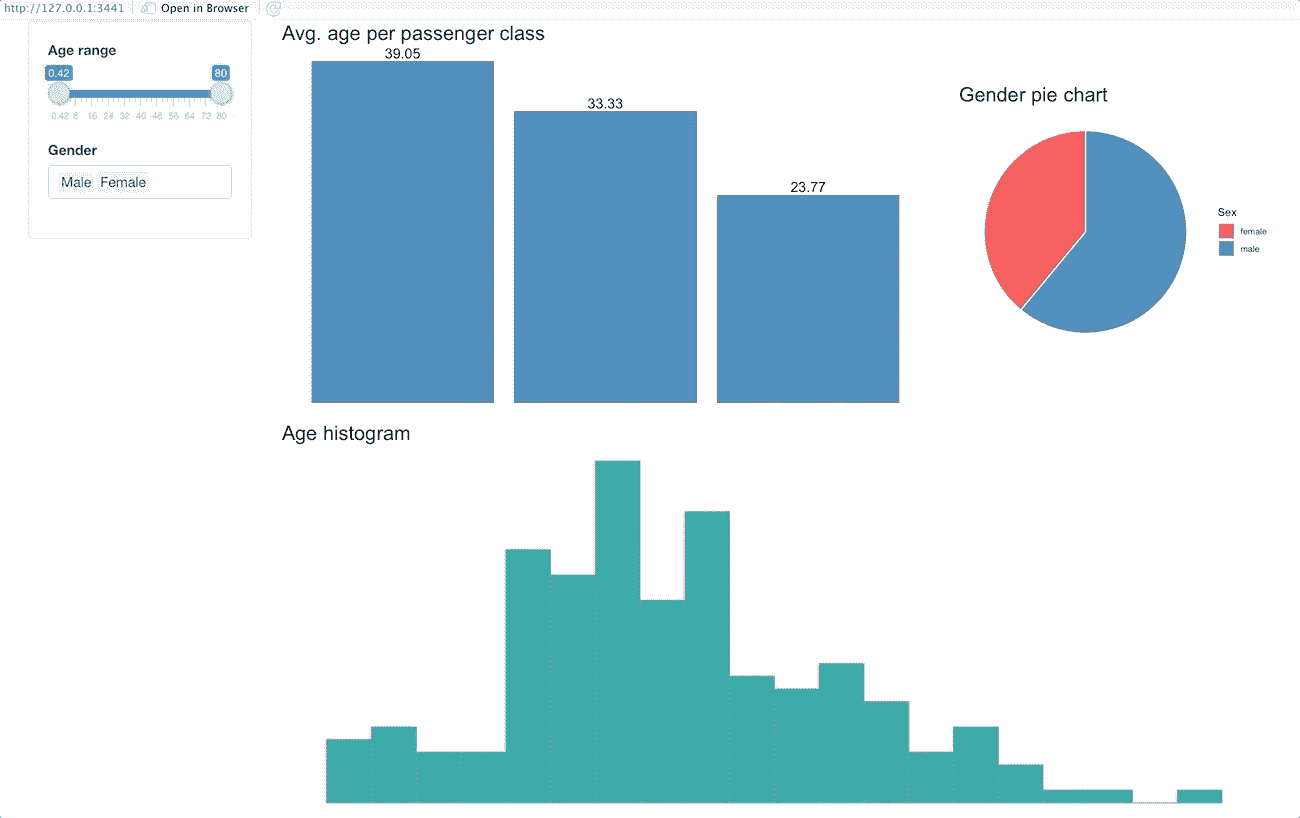 http://127.0.0.1:3441 Open in Browser
Age range
0.42 80
0.42 8 16 24 32 40 48 56 64 72 80
Gender
Male Female
Avg. age per passenger class
39.05
33.33
23.77
Gender pie chart
Sex
female
male
Age histogram